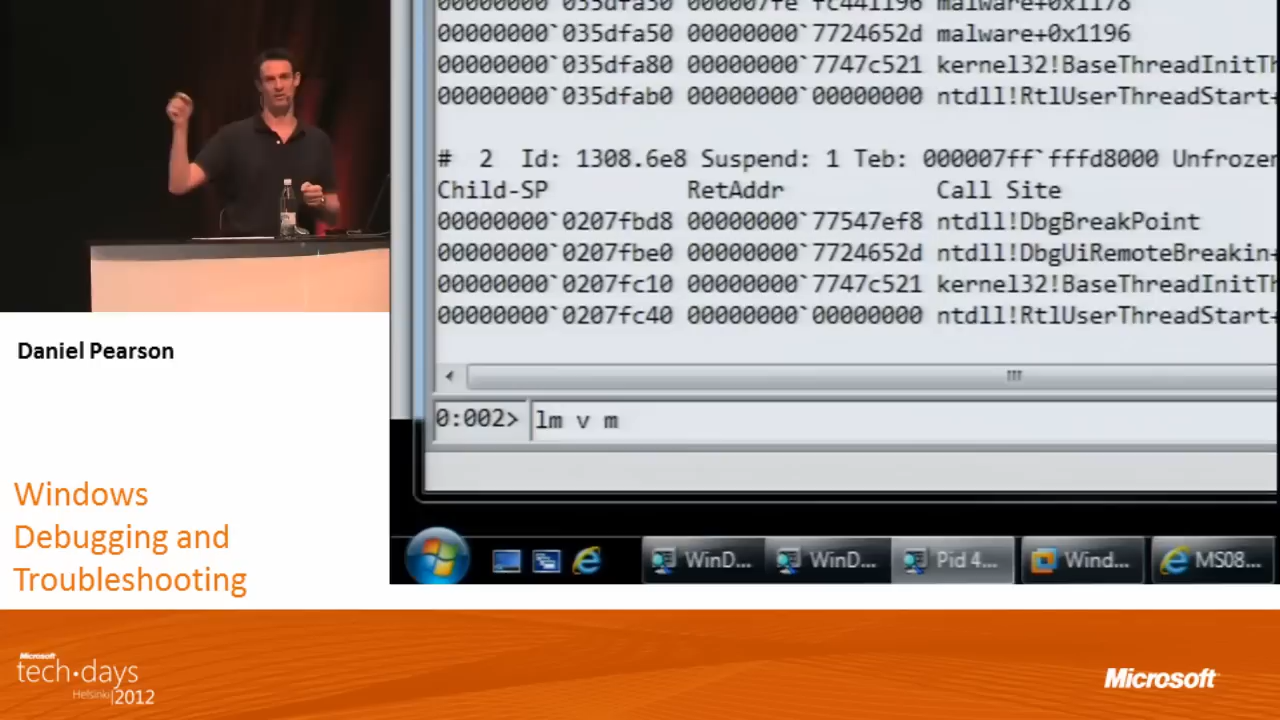 00000000`035dfa50 00000000`7724652d malware+0x1196
00000000`035dfa80 00000000`7747c521 kernel32!BaseThreadInitTh
00000000`035dfab0 00000000`00000000 ntdll!RtlUserThreadStart+
# 2 Id: 1308.6e8 Suspend: 1 Teb: 000007ff`fffd8000 Unfrozen
Child-SP RetAddr Call Site
00000000`0207fbd8 00000000`77547ef8 ntdll!DbgBreakPoint
00000000`0207fbe0 00000000`7724652d ntdll!DbgUiRemoteBreakin+
00000000`0207fc10 00000000`7747c521 kernel32!BaseThreadInitTh
00000000`0207fc40 00000000`00000000 ntdll!RtlUserThreadStart+
0:002> lm v m
WinD... WinD... Pid 4... Wind... MS08...
Daniel Pearson
Windows
Debugging and
Troubleshooting
Microsoft
tech·days
Helsinki|2012
Microsoft